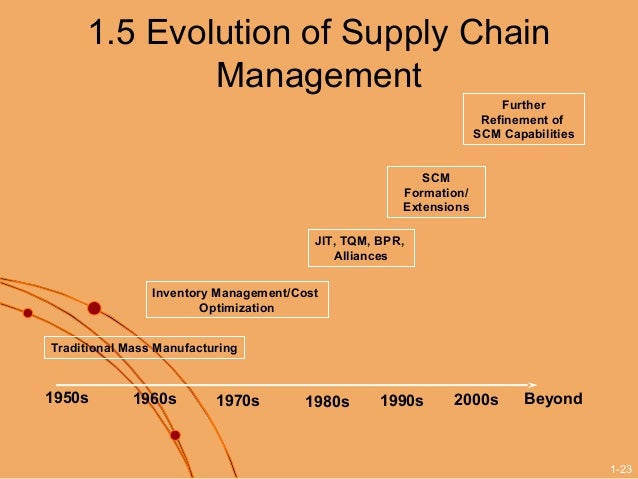 1.5 Evolution of Supply Chain
Management
Further
Refinement of
SCM Capabilities
SCM
Formation/
Extensions
JIT, TQM, BPR,
Alliances
Inventory Management/Cost
Optimization
Traditional Mass Manufacturing
1950s 1960s 1970s 1980s 1990s 2000s Beyond
1-23